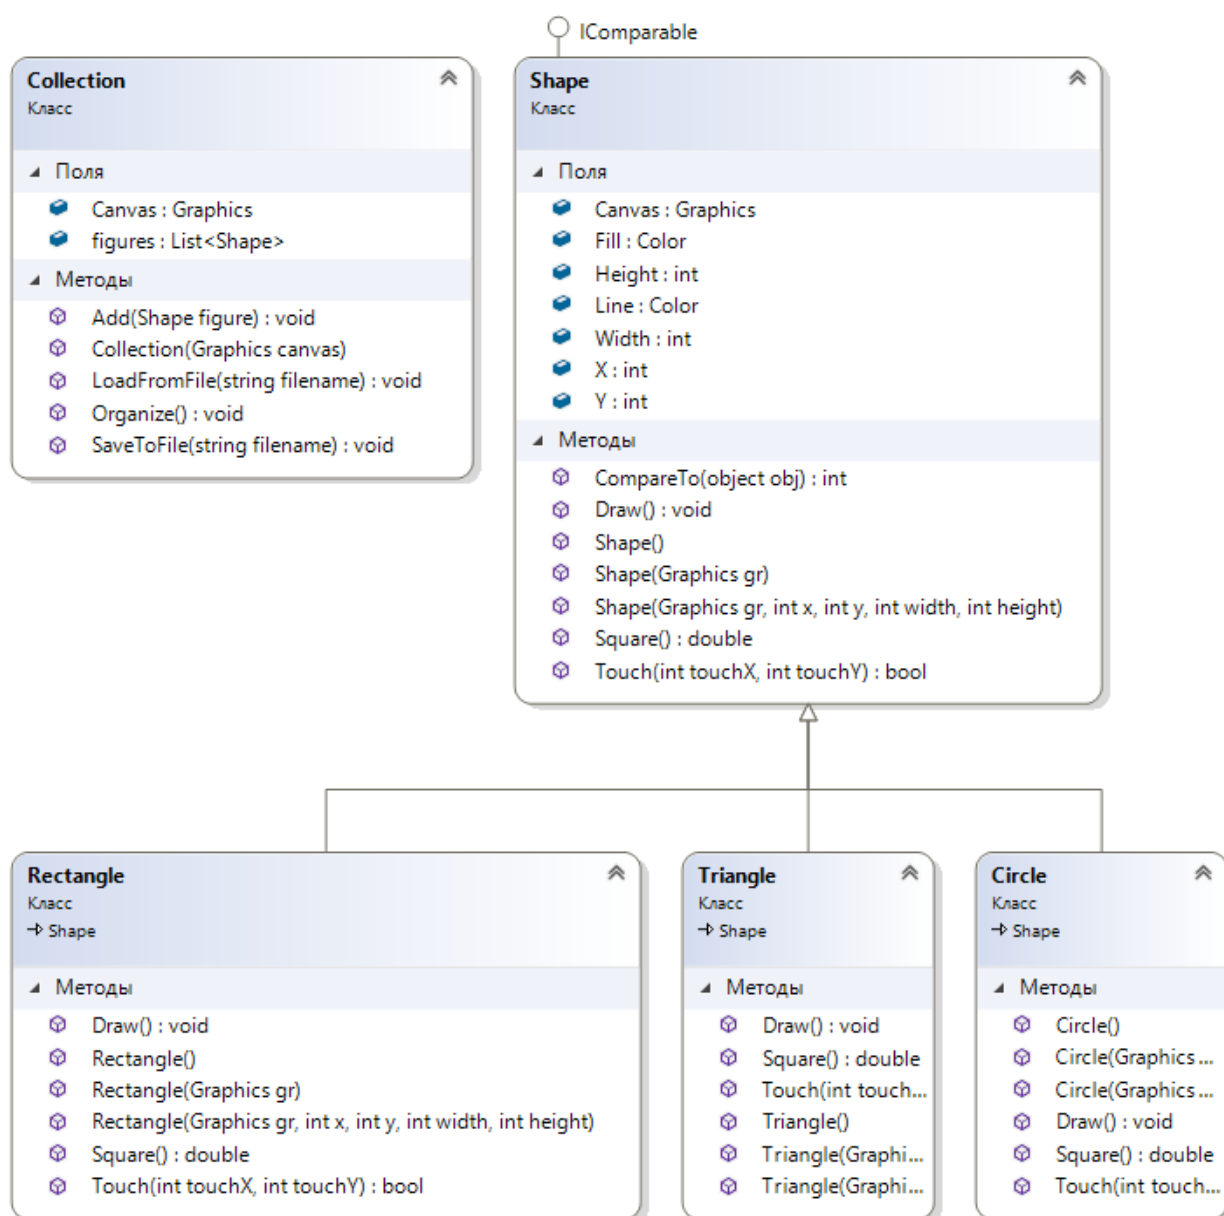 IComparable
Collection
Класс
Поля
Canvas : Graphics
figures : List<Shape>
Методы
Add(Shape figure) : void
Collection(Graphics canvas)
LoadFromFile(string filename) : void
Organize() : void
SaveToFile(string filename) : void
Shape
Класс
Поля
Canvas : Graphics
Fill : Color
Height : int
Line : Color
Width : int
X : int
Y : int
Методы
CompareTo(object obj) : int
Draw() : void
Shape()
Shape(Graphics gr)
Shape(Graphics gr, int x, int y, int width, int height)
Square() : double
Touch(int touchX, int touchY) : bool
Rectangle
Класс
Shape
Методы
Draw() : void
Rectangle()
Rectangle(Graphics gr)
Rectangle(Graphics gr, int x, int y, int width, int height)
Square() : double
Touch(int touchX, int touchY) : bool
Triangle
Класс
Shape
Методы
Draw() : void
Square() : double
Touch(int touch...
Triangle()
Triangle(Graphi...
Triangle(Graphi...
Circle
Класс
Shape
Методы
Circle()
Circle(Graphics ...
Circle(Graphics ...
Draw() : void
Square() : double
Touch(int touch...